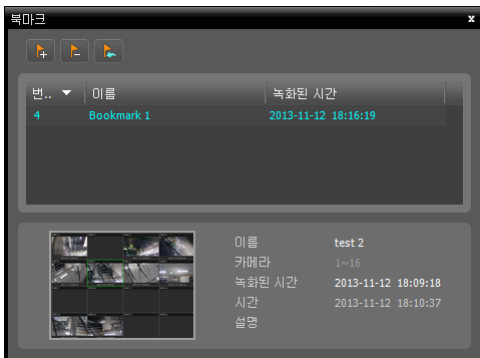 북마크 x
번.. 이름 녹화된 시간
4 Bookmark 1 2013-11-12 18:16:19
이름 test 2
카메라 1~16
녹화된 시간 2013-11-12 18:09:18
시간 2013-11-12 18:10:37
설명